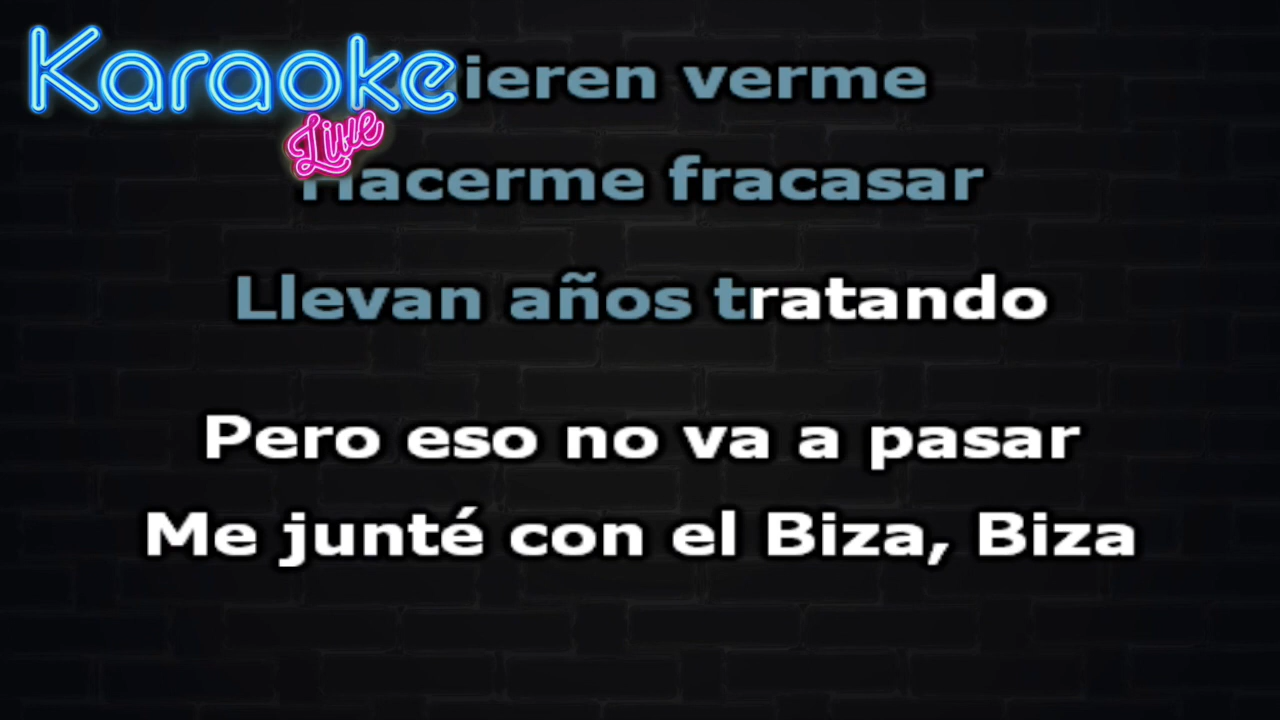 Karaoke
Live
verme
Hacerme fracasar
Llevan años tratando
Pero eso no va a pasar
Me junté con el Biza, Biza